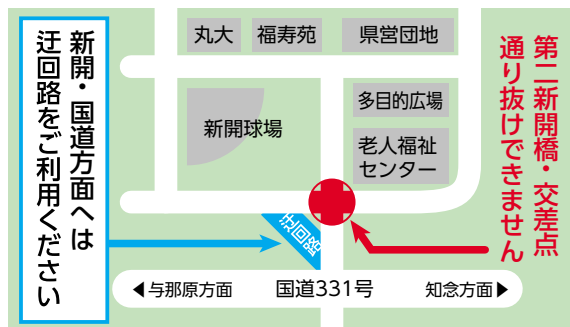 第二新開橋・交差点
通り抜けできません
新開・国道方面へは
迂回路をご利用ください
丸大
福寿苑
県営団地
新開球場
多目的広場
老人福祉
センター
迂回路
◀与那原方面
国道331号
知念方面▶